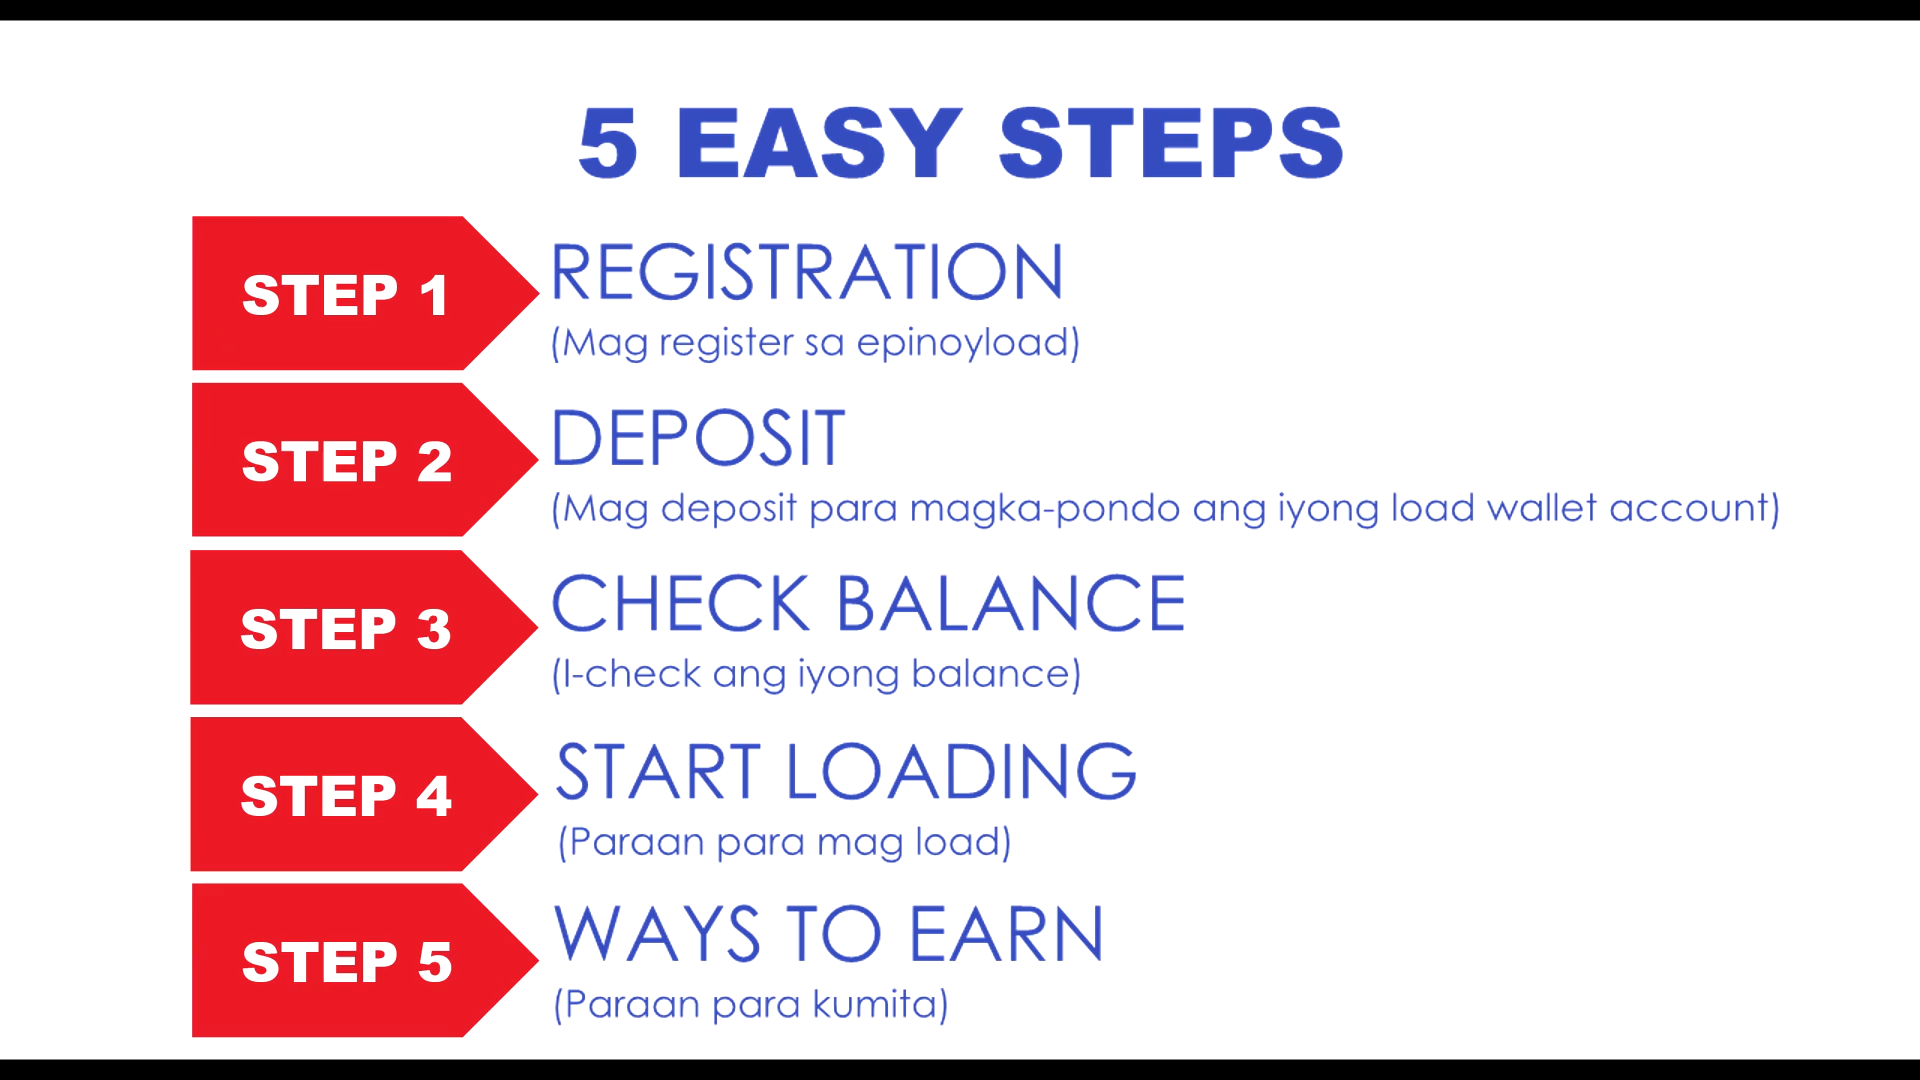 5 EASY STEPS
STEP 1
REGISTRATION
(Mag register sa epinoyload)
STEP 2
DEPOSIT
(Mag deposit para magka-pondo ang iyong load wallet account)
STEP 3
CHECK BALANCE
(I-check ang iyong balance)
STEP 4
START LOADING
(Paraan para mag load)
STEP 5
WAYS TO EARN
(Paraan para kumita)